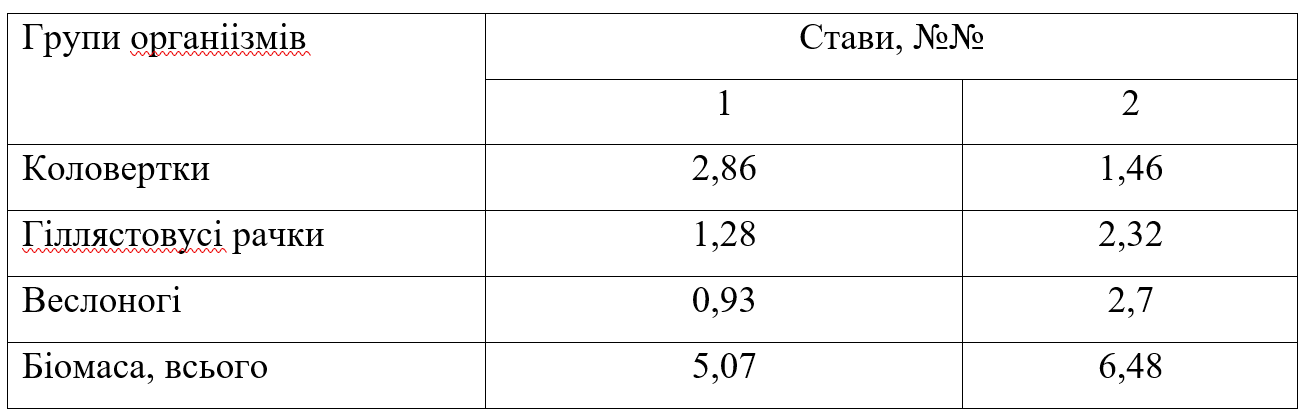 Групи органіізмів
Стави, №№
1
2
Коловертки
2,86
1,46
Гіллястовусі рачки
1,28
2,32
Веслоногі
0,93
2,7
Біомаса, всього
5,07
6,48